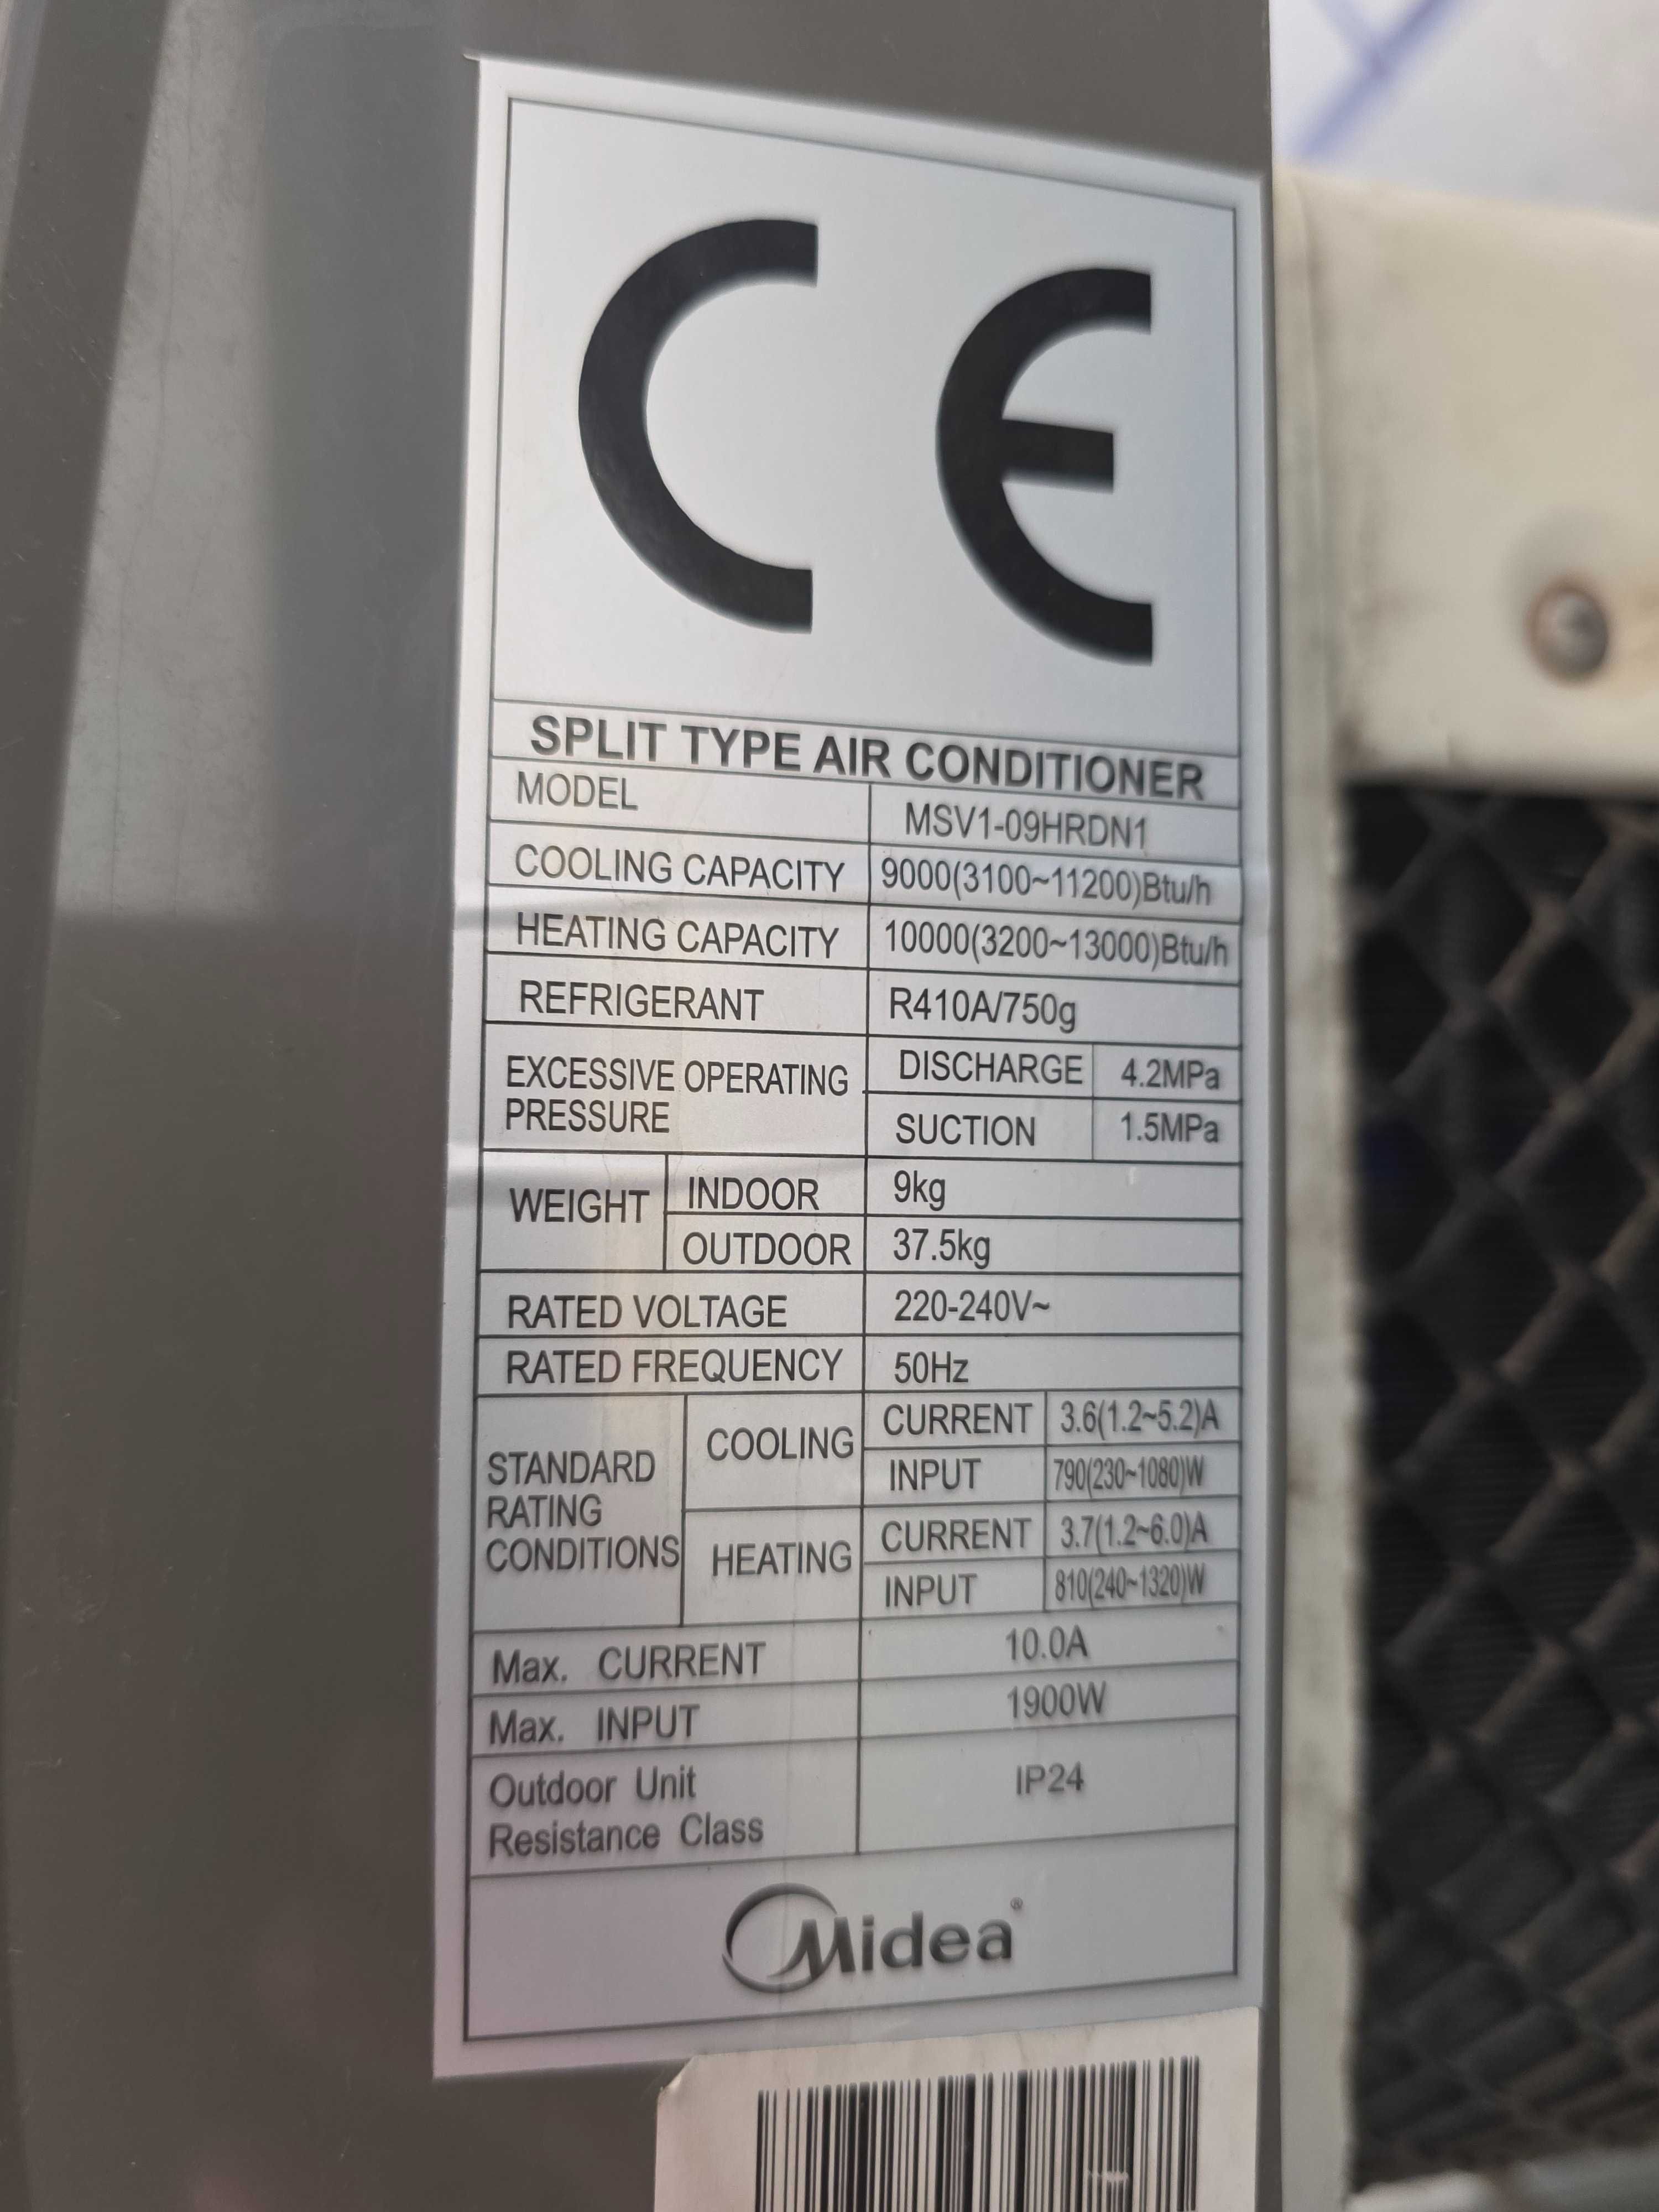 CE
SPLIT TYPE AIR CONDITIONER
MODEL MSV1-09HRDN1
COOLING CAPACITY 9000(3100~11200)Btu/h
HEATING CAPACITY 10000(3200~13000)Btu/h
REFRIGERANT R410A/750g
EXCESSIVE OPERATING PRESSURE DISCHARGE 4.2MPa
SUCTION 1.5MPa
WEIGHT INDOOR 9kg
OUTDOOR 37.5kg
RATED VOLTAGE 220-240V~
RATED FREQUENCY 50Hz
STANDARD RATING CONDITIONS COOLING CURRENT 3.6(1.2~5.2)A
INPUT 790(230~1080)W
HEATING CURRENT 3.7(1.2~6.0)A
INPUT 810(240~1320)W
Max. CURRENT 10.0A
Max. INPUT 1900W
Outdoor Unit Resistance Class IP24
Midea®